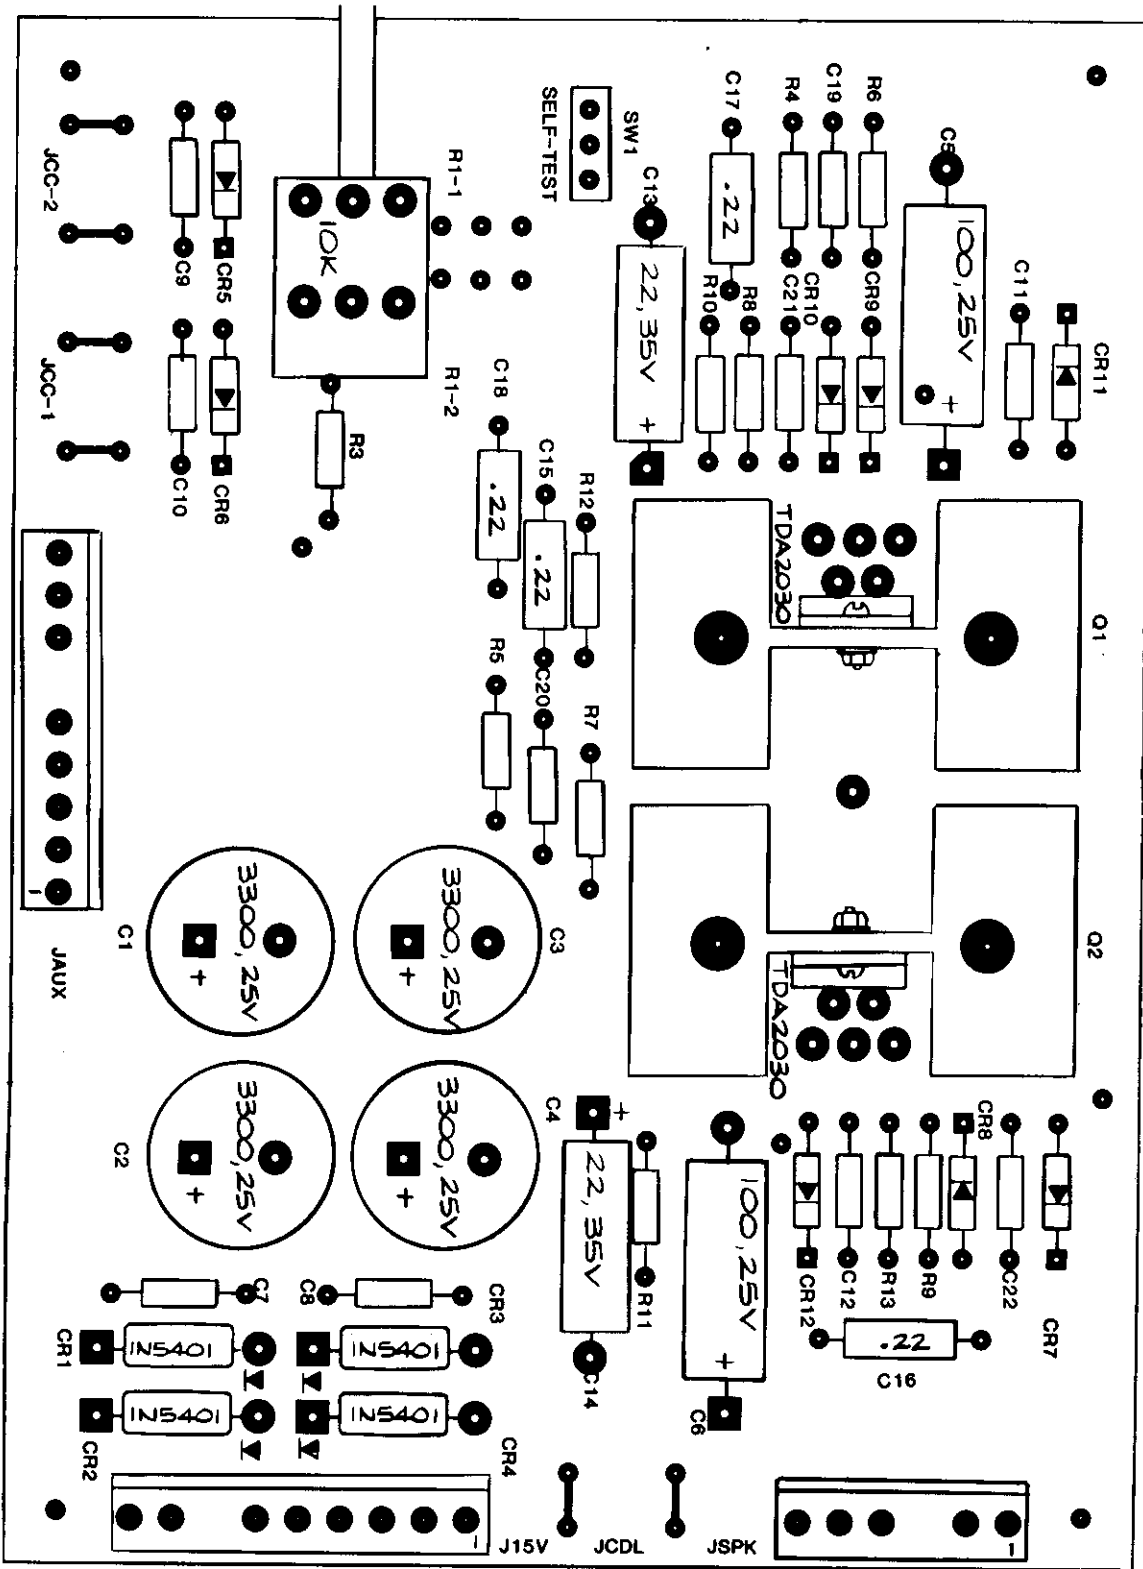 C17
R4
C19
R6
SELF-TEST
SW1
C5
JCC-2
R1-1
C13
.22
10K
22,35V
100,25V
C9
CR5
R10
R8
C21
CR10
CR9
C11
CR11
JCC-1
R1-2
C18
R3
C10
CR6
C15
R12
.22
.22
TDA2030
Q1
R5
C20
R7
1
C1
3300,25V
3300,25V
C3
JAUX
TDA2030
Q2
+
+
C2
3300,25V
3300,25V
C4
+
22,35V
100,25V
CR8
+
+
C7
C8
CR3
R11
CR12
C12
R13
R9
C22
CR7
CR1
1N5401
1N5401
.22
C14
+
C16
CR2
1N5401
1N5401
C6
CR4
1
J15V
JCDL
JSPK
1
+
+